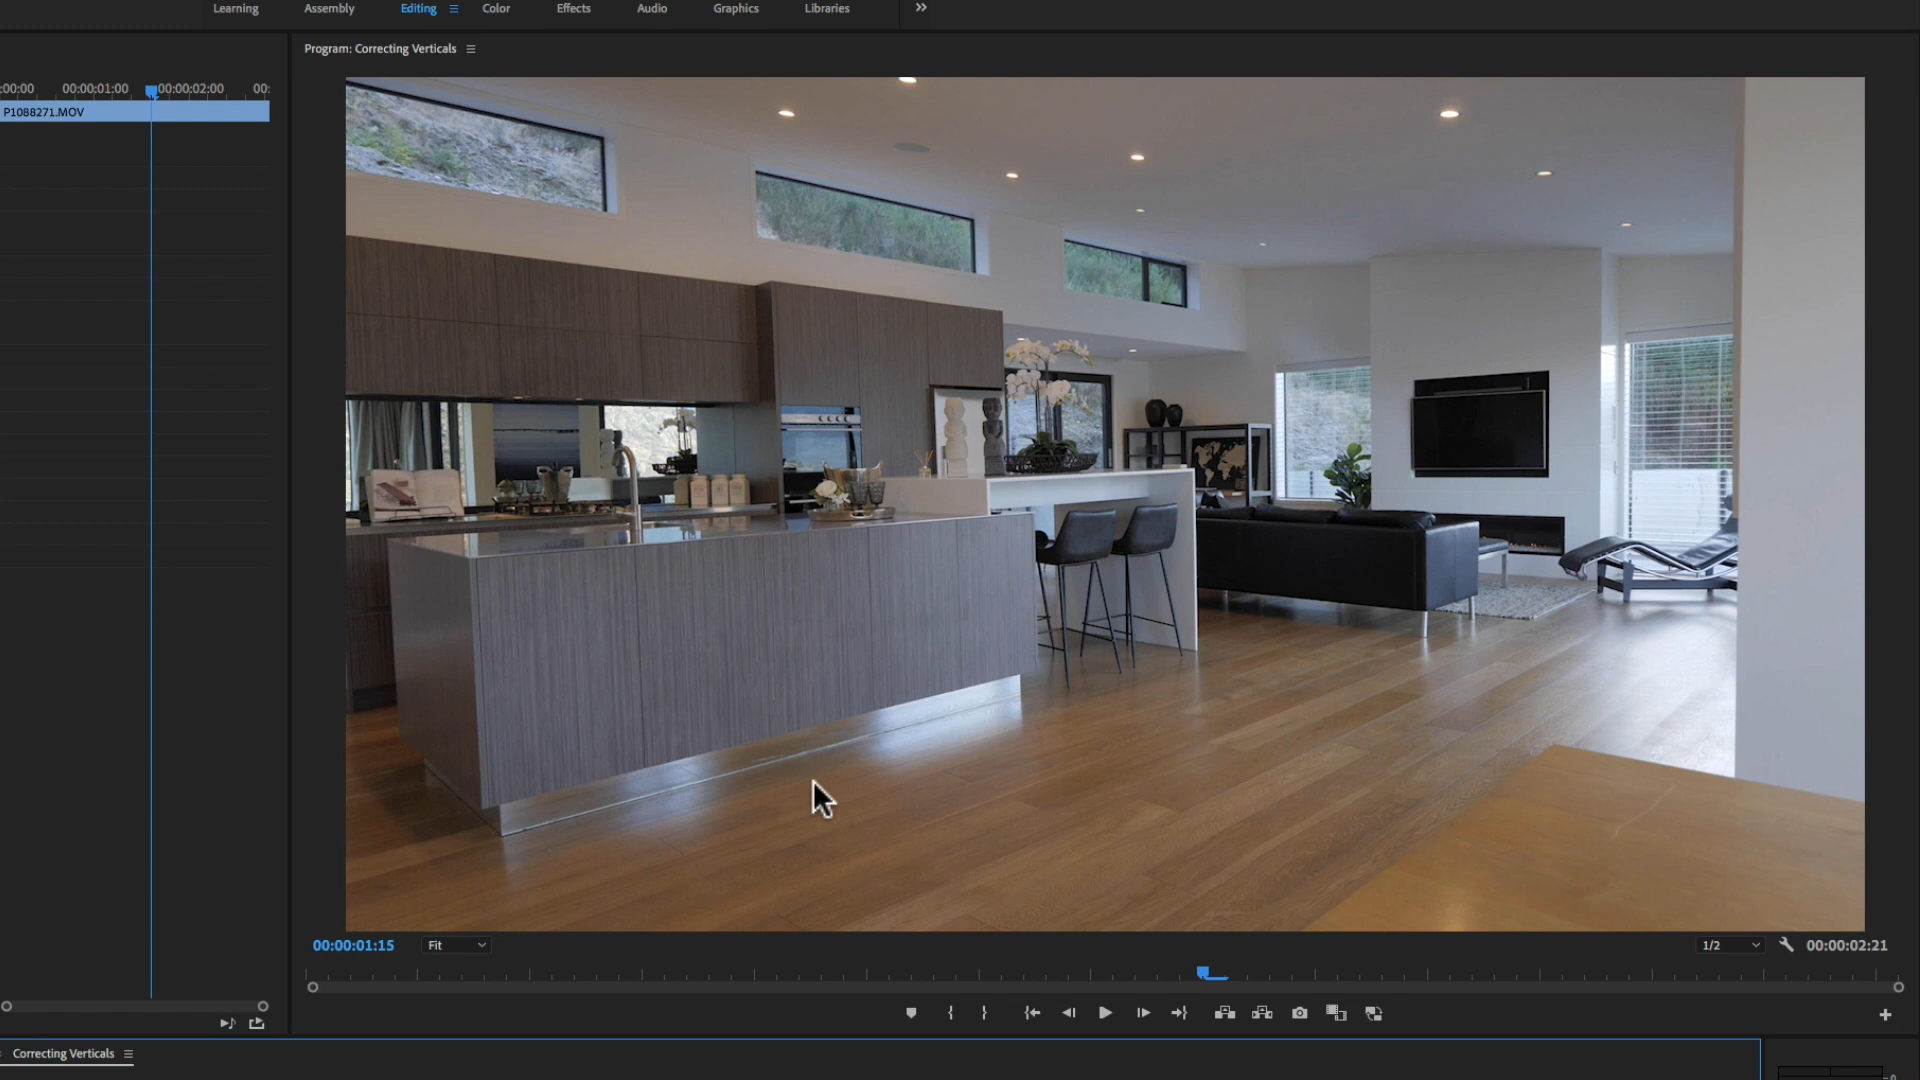 Learning Assembly Editing Color Effects Audio Graphics Libraries
Program: Correcting Verticals
:00:00 00:00:01:00 00:00:02:00 00:
P1088271.MOV
00:00:01:15 Fit 1/2 00:00:02:21
Correcting Verticals